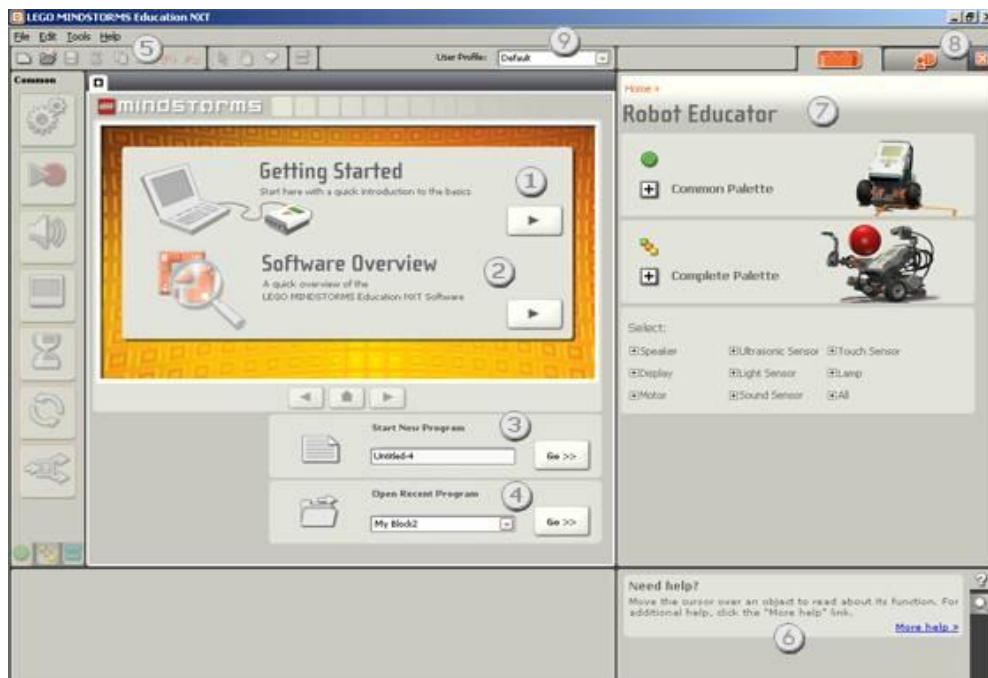 LEGO MINDSTORMS Education NXT
File Edit Tools Help
5
User Profile: Default
9
8
Common
mindstorms
Getting Started
Start here with a quick introduction to the basics
1
Software Overview
A quick overview of the
LEGO MINDSTORMS Education NXT Software
2
Start New Program
3
Untitled-4
Go >>
Open Recent Program
4
My Block2
Go >>
Home »
Robot Educator
7
Common Palette
Complete Palette
Select:
Speaker Ultrasonic Sensor Touch Sensor
Display Light Sensor Lamp
Motor Sound Sensor All
Need help?
Move the cursor over an object to read about its function. For
additional help, click the "More help" link.
More help »
6
?